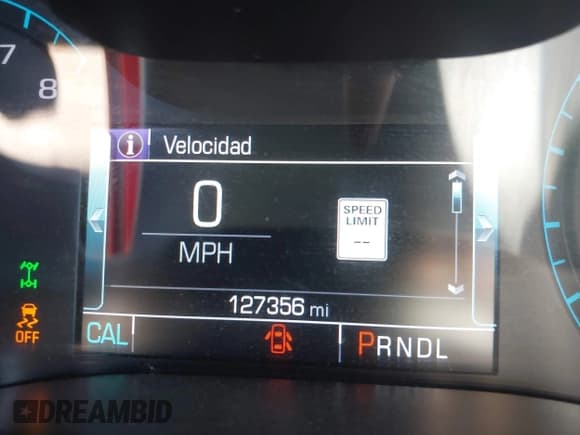 7
8
i Velocidad
0
MPH
SPEED
LIMIT
--
127356 mi
OFF
CAL
PRNDL
DREAMBID